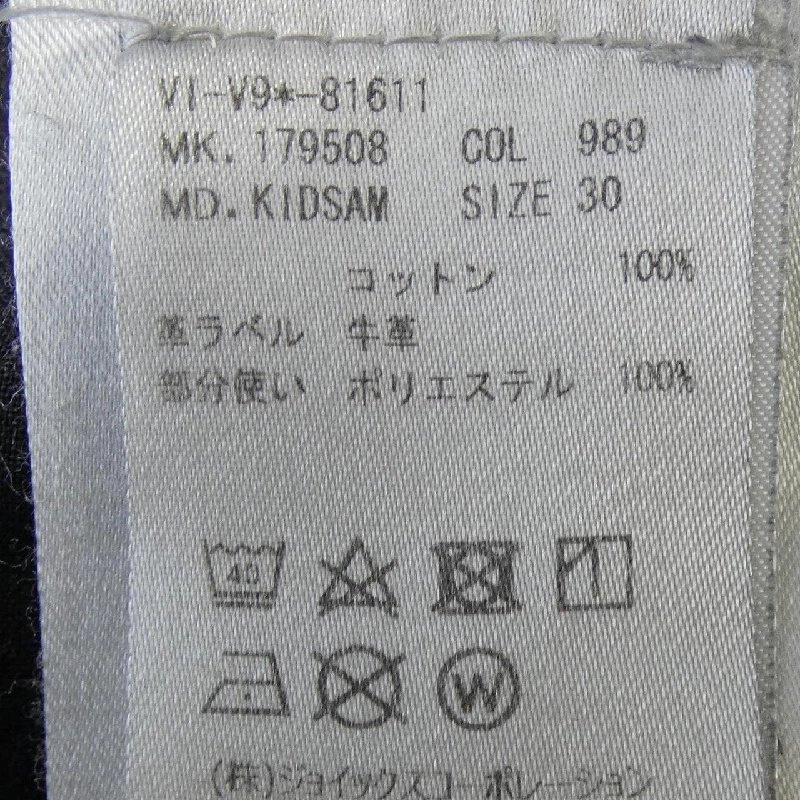 VI-V9*-81611
MK. 179508 COL 989
MD. KIDSAM SIZE 30
コットン 100%
革ラベル 牛革
部分使い ポリエステル 100%
40
W
(株)ジョイックスコーポレーション